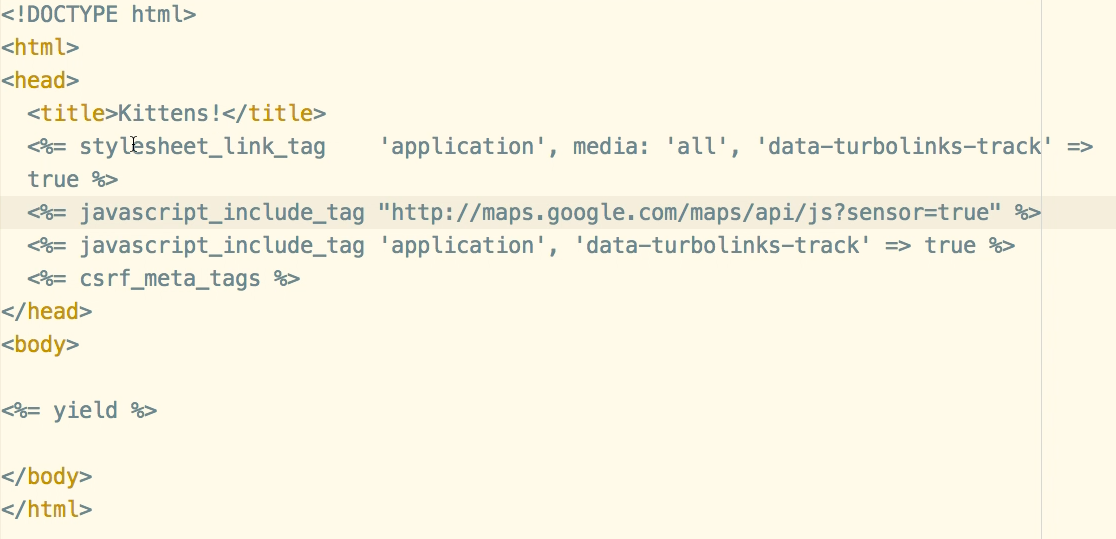 <!DOCTYPE html>
<html>
<head>
  <title>Kittens!</title>
  <%= stylesheet_link_tag    'application', media: 'all', 'data-turbolinks-track' =>
  true %>
  <%= javascript_include_tag "http://maps.google.com/maps/api/js?sensor=true" %>
  <%= javascript_include_tag 'application', 'data-turbolinks-track' => true %>
  <%= csrf_meta_tags %>
</head>
<body>

<%= yield %>

</body>
</html>